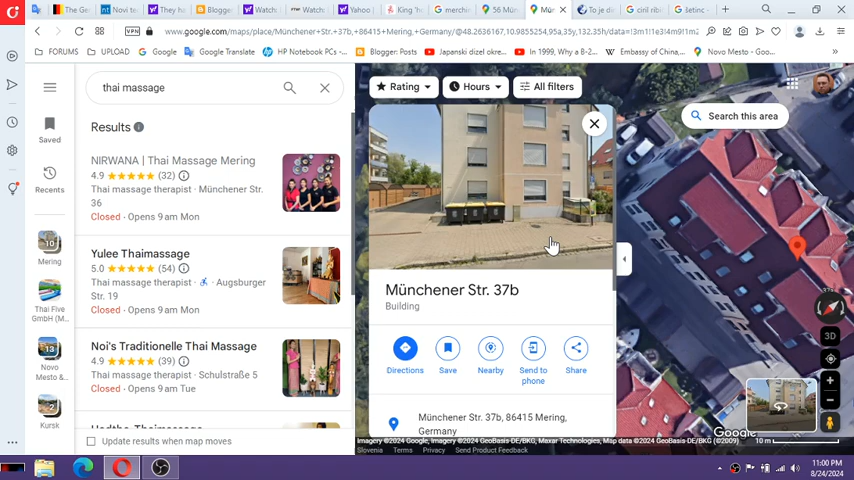 The Ge
Novi te
They ha
Blogger
Watch
Watch
Yahoo
King 'h
merchi
56 Mün
Mün
To je d
ciril ribi
šetinc -
www.google.com/maps/place/Münchener+Str.+37b,+86415+Mering,+Germany/@48.2636167,10.9855254,95a,35y,132.35h/data=!3m1!1e3!4m9!1m2
FORUMS
UPLOAD
Google
Google Translate
HP Notebook PC -...
Blogger: Posts
Japanski dizel okre...
In 1999, Why a B-2...
Embassy of China,...
Novo Mesto - Goo...
thai massage
Rating
Hours
All filters
Search this area
Saved
Recents
10
Mering
Thai Five
GmbH (M...
13
Novo
Mesto &...
Kursk
Results
NIRWANA | Thai Massage Mering
4.9 (32)
Thai massage therapist · Münchener Str.
36
Closed · Opens 9 am Mon
Yulee Thaimassage
5.0 (54)
Thai massage therapist · Augsburger
Str. 19
Closed · Opens 9 am Mon
Noi's Traditionelle Thai Massage
4.9 (39)
Thai massage therapist · Schulstraße 5
Closed · Opens 9 am Tue
Update results when map moves
Münchener Str. 37b
Building
Directions
Save
Nearby
Send to
phone
Share
Münchener Str. 37b, 86415 Mering,
Germany
3D
Google
Imagery ©2024 Google, Imagery ©2024 GeoBasis-DE/BKG, Maxar Technologies, Map data ©2024 GeoBasis-DE/BKG (©2009)
10 m
Slovenia
Terms
Privacy
Send Product Feedback
11:00 PM
8/24/2024